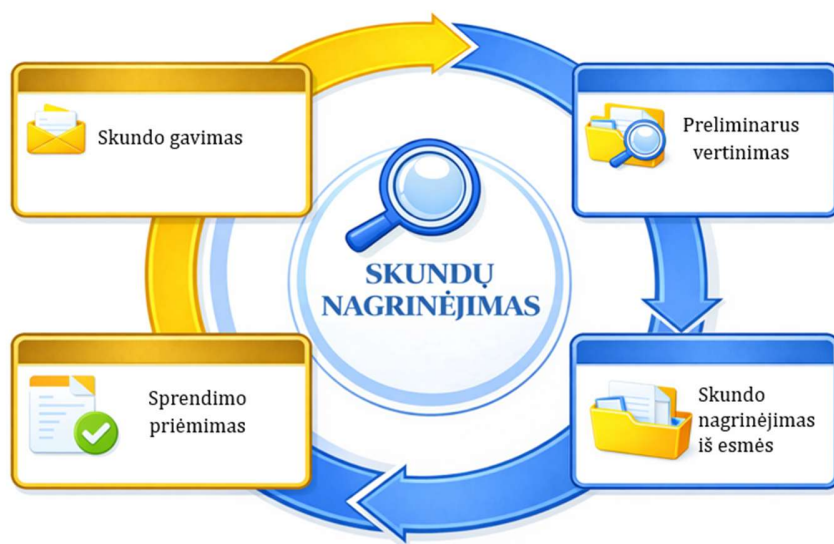 Skundo gavimas
Preliminarus
vertinimas
SKUNDŲ
NAGRINĖJIMAS
Sprendimo
priėmimas
Skundo
nagrinėjimas
iš esmės